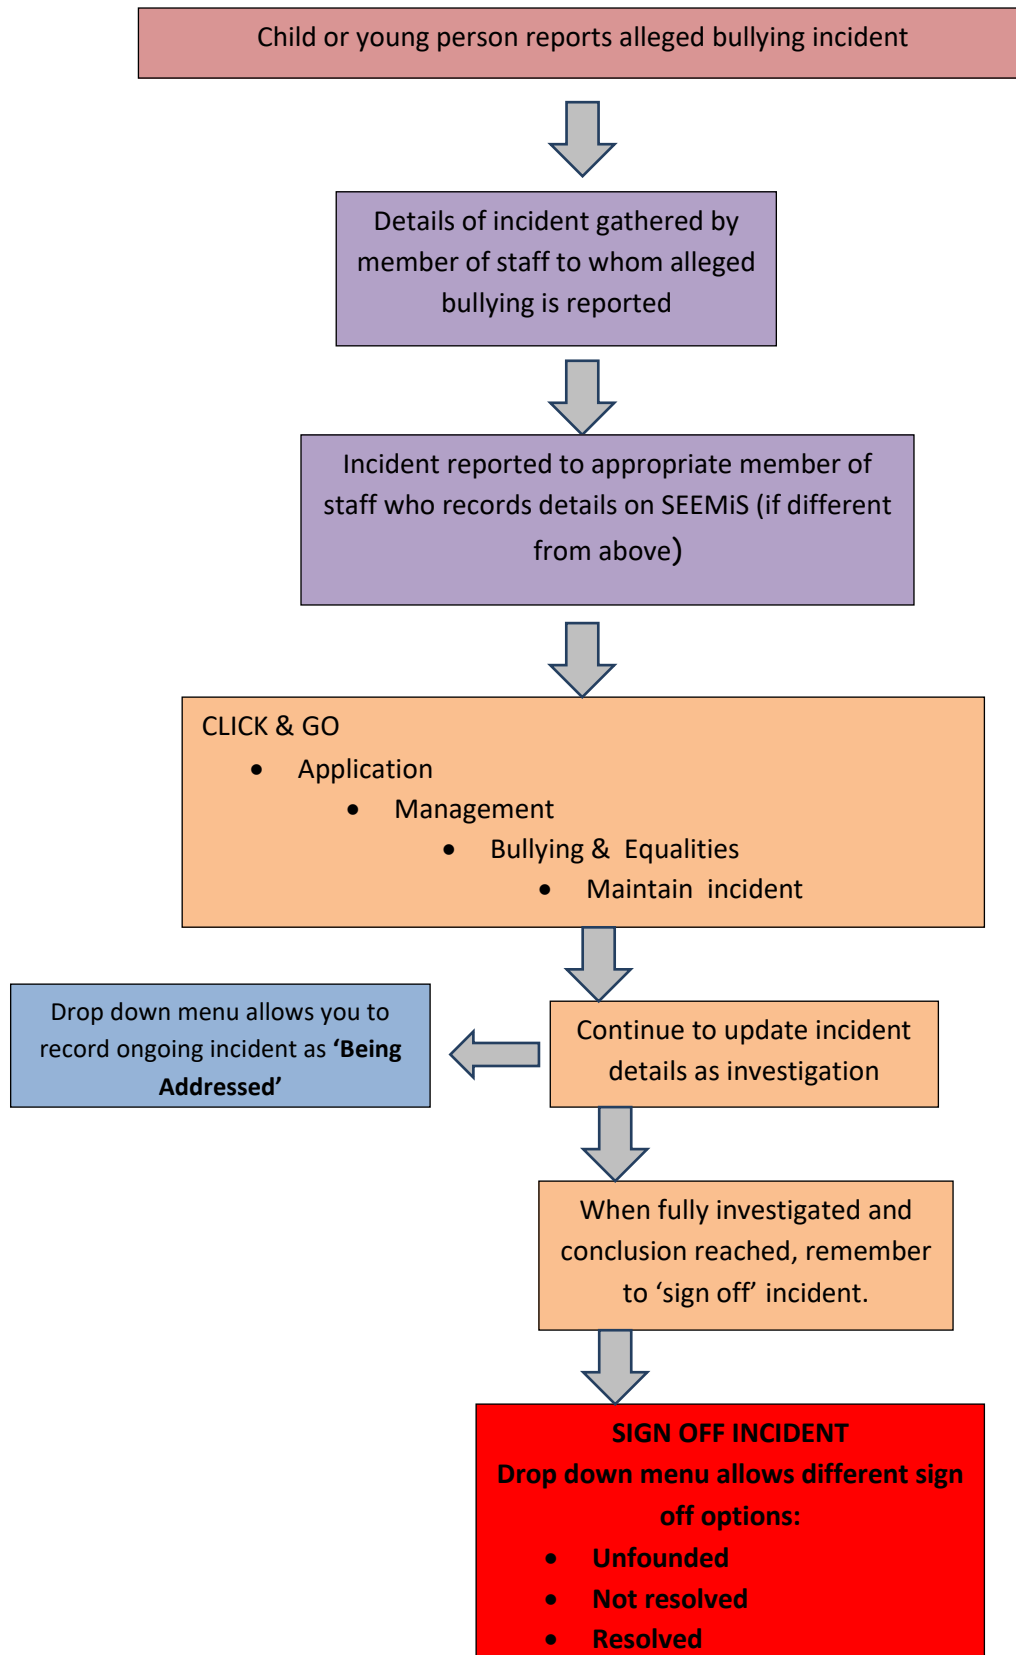 Child or young person reports alleged bullying incident
Details of incident gathered by
member of staff to whom alleged
bullying is reported
Incident reported to appropriate member of
staff who records details on SEEMiS (if different
from above)
CLICK & GO
• Application
• Management
• Bullying & Equalities
• Maintain incident
Drop down menu allows you to
record ongoing incident as ‘Being
Addressed’
Continue to update incident
details as investigation
When fully investigated and
conclusion reached, remember
to ‘sign off’ incident.
SIGN OFF INCIDENT
Drop down menu allows different sign
off options:
• Unfounded
• Not resolved
• Resolved